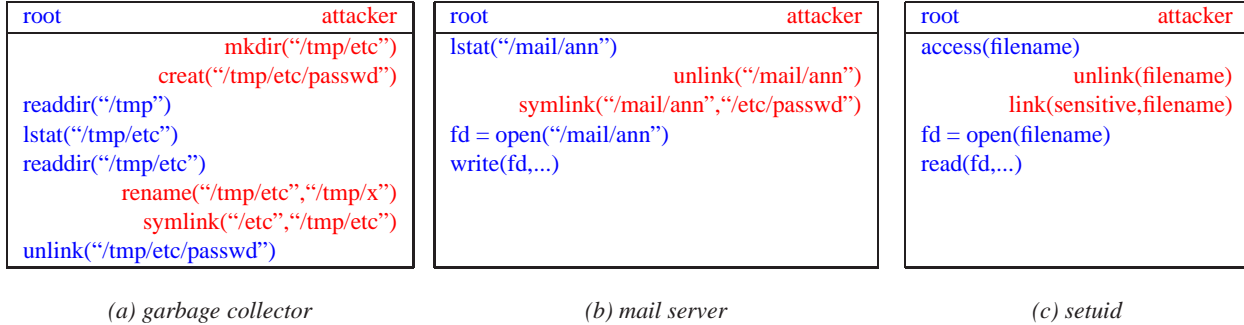 root attacker
mkdir(“/tmp/etc”)
creat(“/tmp/etc/passwd”)
readdir(“/tmp”)
lstat(“/tmp/etc”)
readdir(“/tmp/etc”)
rename(“/tmp/etc”,“/tmp/x”)
symlink(“/etc”,“/tmp/etc”)
unlink(“/tmp/etc/passwd”)
(a) garbage collector
root attacker
lstat(“/mail/ann”)
unlink(“/mail/ann”)
symlink(“/mail/ann”,“/etc/passwd”)
fd = open(“/mail/ann”)
write(fd,...)
(b) mail server
root attacker
access(filename)
unlink(filename)
link(sensitive,filename)
fd = open(filename)
read(fd,...)
(c) setuid